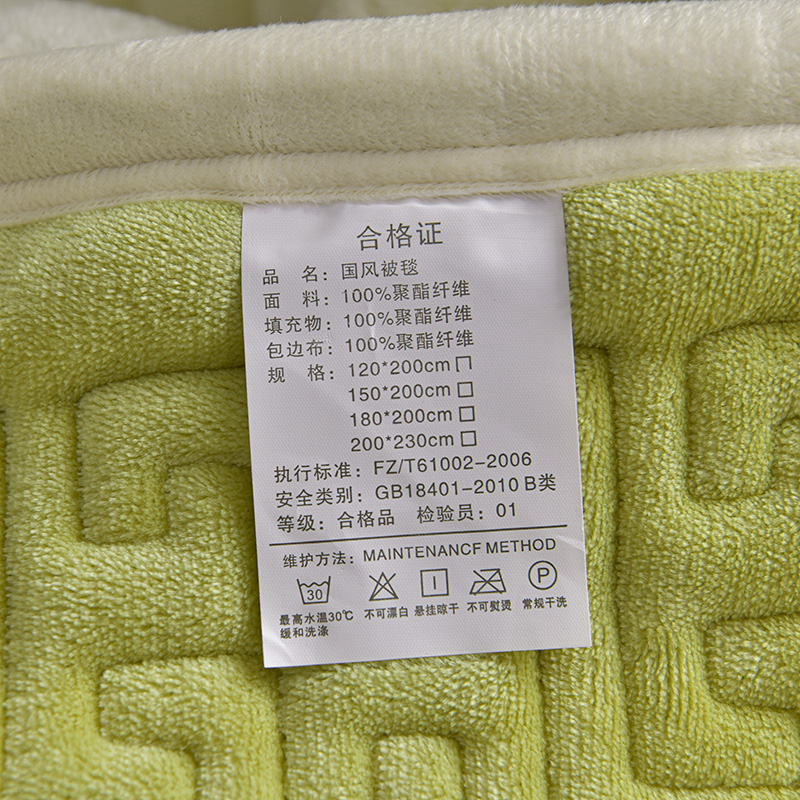 合格证
品 名：国风被毯
面 料：100%聚酯纤维
填充物：100%聚酯纤维
包边布：100%聚酯纤维
规 格：120*200cm□
150*200cm□
180*200cm□
200*230cm□
执行标准：FZ/T61002-2006
安全类别：GB18401-2010 B类
等级：合格品 检验员：01
维护方法：MAINTENANCF METHOD
30 P
最高水温30℃ 不可漂白 悬挂晾干 不可熨烫 常规干洗
缓和洗涤